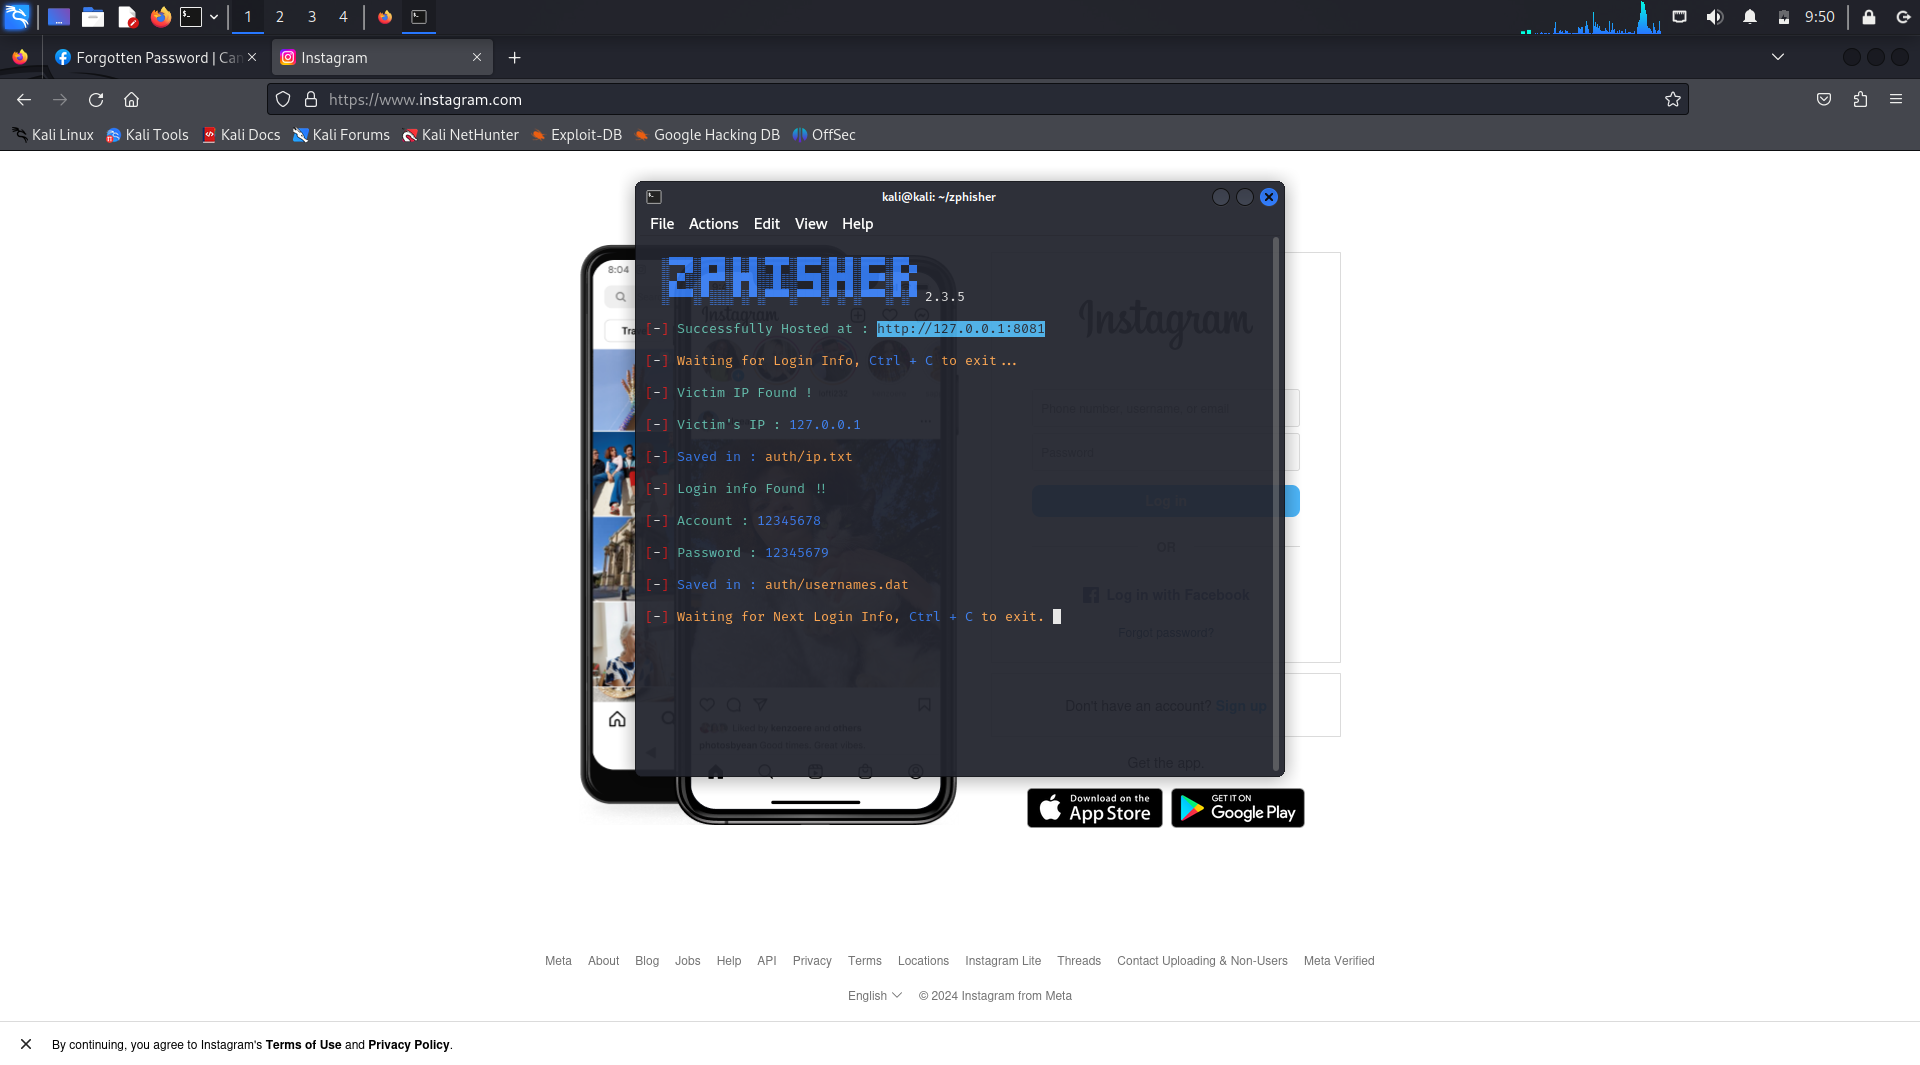 1 2 3 4 9:50
Forgotten Password | Can Instagram
https://www.instagram.com
Kali Linux Kali Tools Kali Docs Kali Forums Kali NetHunter Exploit-DB Google Hacking DB OffSec
kali@kali: ~/zphisher
File Actions Edit View Help
8:04
ZPHISHER 2.3.5
Instagram
Instagram
[-] Successfully Hosted at : http://127.0.0.1:8081
Tra
[-] Waiting for Login Info, Ctrl + C to exit...
[-] Victim IP Found !
Phone number, username, or email
[-] Victim's IP : 127.0.0.1
Password
[-] Saved in : auth/ip.txt
[-] Login info Found !!
Log in
[-] Account : 12345678
OR
[-] Password : 12345679
[-] Saved in : auth/usernames.dat
Log in with Facebook
[-] Waiting for Next Login Info, Ctrl + C to exit.
Forgot password?
Don't have an account? Sign up
Get the app.
Download on the App Store
GET IT ON Google Play
Meta About Blog Jobs Help API Privacy Terms Locations Instagram Lite Threads Contact Uploading & Non-Users Meta Verified
English © 2024 Instagram from Meta
By continuing, you agree to Instagram's Terms of Use and Privacy Policy.